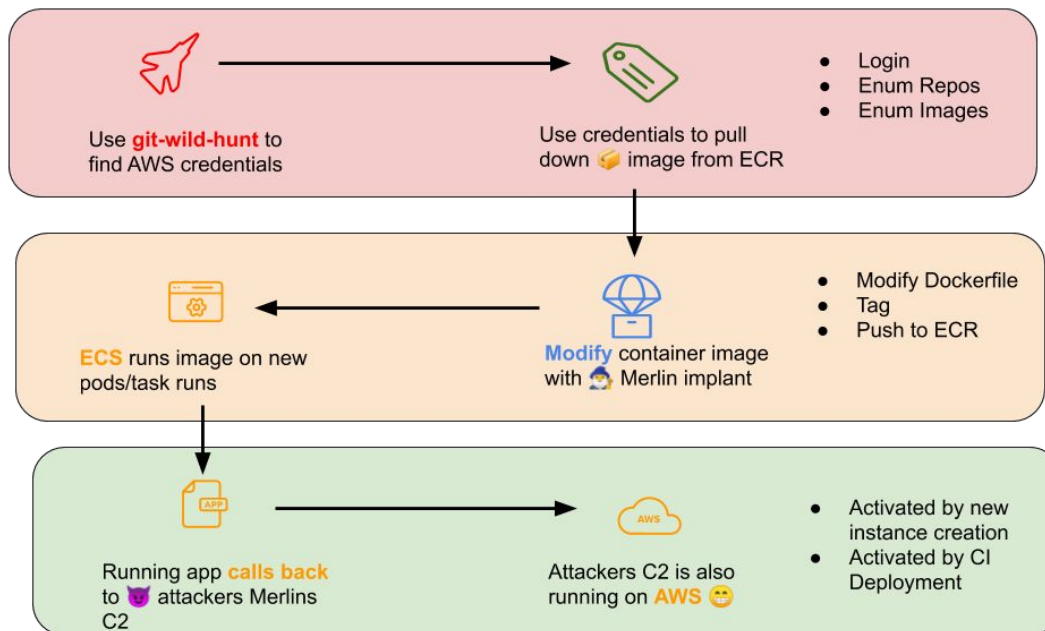 Use git-wild-hunt to
find AWS credentials
Use credentials to pull
down 📦 image from ECR
● Login
● Enum Repos
● Enum Images
● Modify Dockerfile
● Tag
● Push to ECR
Modify container image
with 🧙‍♂️ Merlin implant
ECS runs image on new
pods/task runs
APP
Running app calls back
to 😈 attackers Merlins
C2
AWS
Attackers C2 is also
running on AWS 😁
● Activated by new
instance creation
● Activated by CI
Deployment